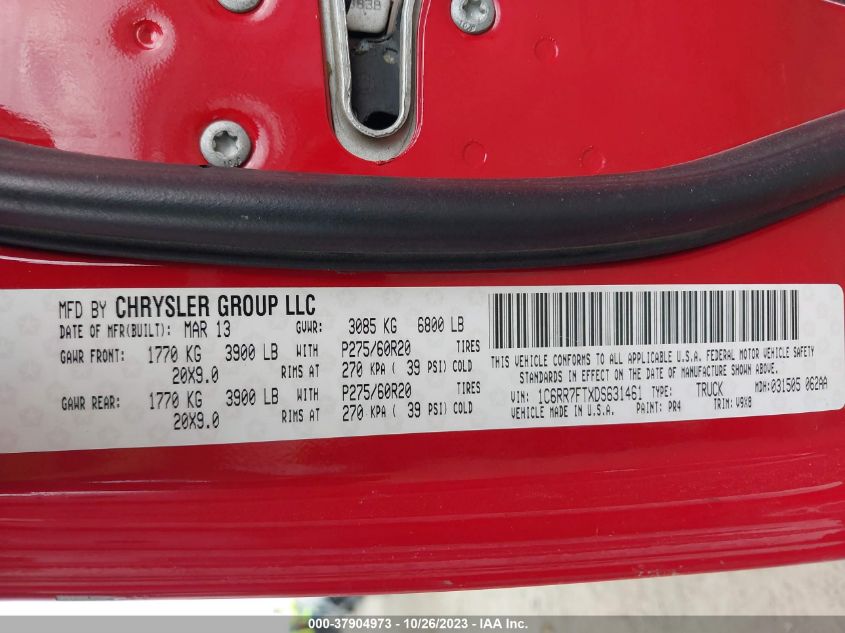 MFD BY CHRYSLER GROUP LLC
DATE OF MFR(BUILT): MAR 13 GVWR: 3085 KG 6800 LB
GAWR FRONT: 1770 KG 3900 LB WITH P275/60R20 TIRES
20X9.0 RIMS AT 270 KPA ( 39 PSI) COLD
GAWR REAR: 1770 KG 3900 LB WITH P275/60R20 TIRES
20X9.0 RIMS AT 270 KPA ( 39 PSI) COLD
THIS VEHICLE CONFORMS TO ALL APPLICABLE U.S.A. FEDERAL MOTOR VEHICLE SAFETY
STANDARDS IN EFFECT ON THE DATE OF MANUFACTURE SHOWN ABOVE.
VIN: 1C6RR7FTXDS631461 TYPE: TRUCK MDH: 031505 062AA
VEHICLE MADE IN U.S.A. PAINT: PR4 TRIM: V9X8
000-37904973 - 10/26/2023 - IAA Inc.